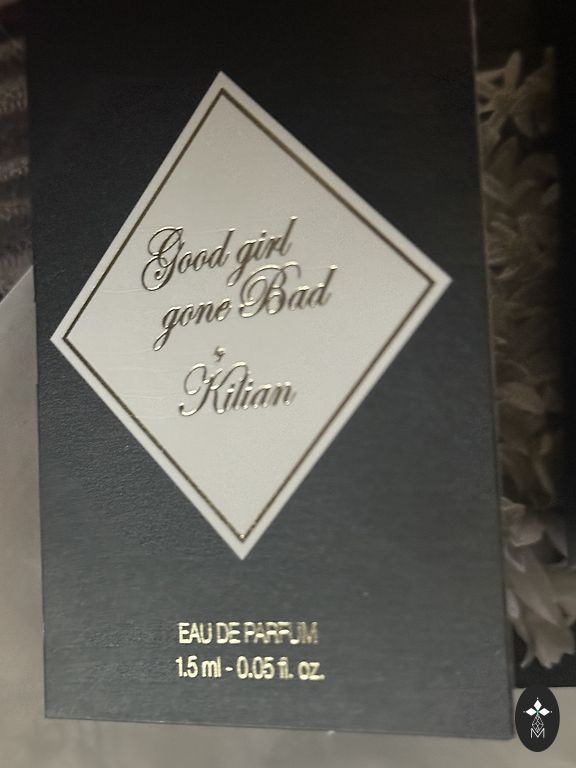 Good girl
gone Bad
by
Kilian
EAU DE PARFUM
1.5 ml - 0.05 fl. oz.
M